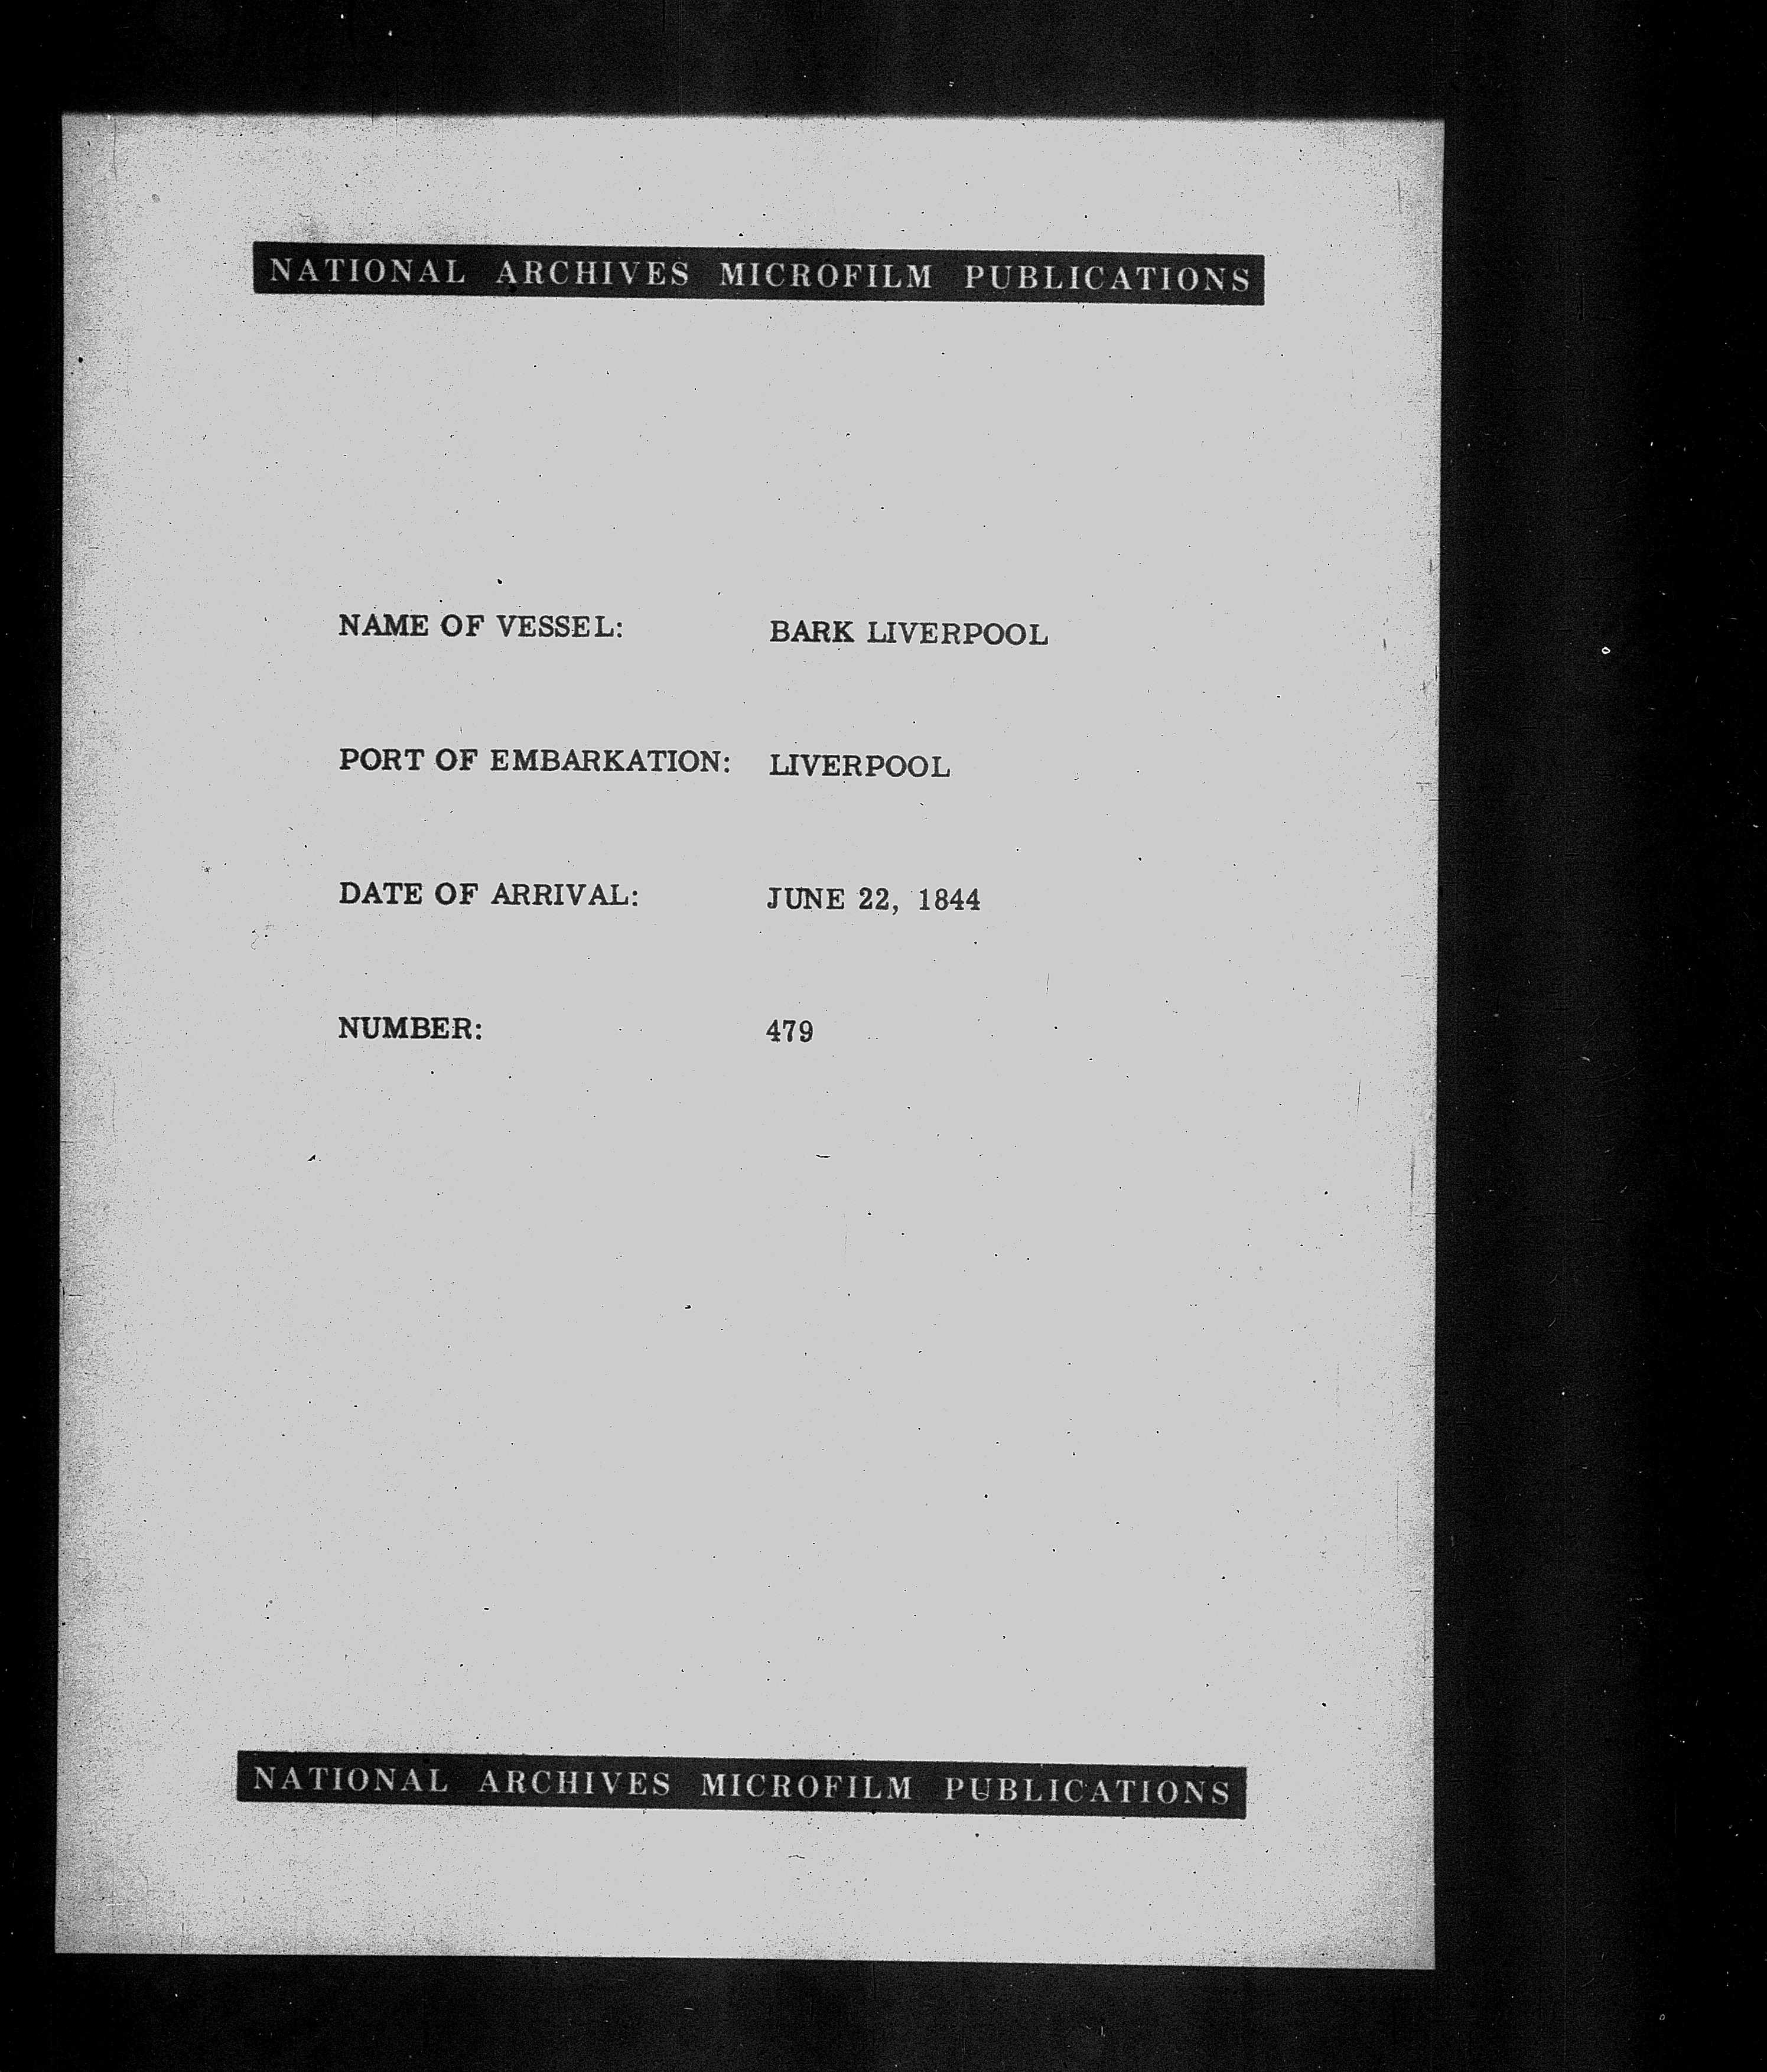 NATIONAL ARCHIVES MICROFILM PUBLICATIONS
NAME OF VESSEL: BARK LIVERPOOL
PORT OF EMBARKATION: LIVERPOOL
DATE OF ARRIVAL: JUNE 22, 1844
NUMBER: 479
NATIONAL ARCHIVES MICROFILM PUBLICATIONS